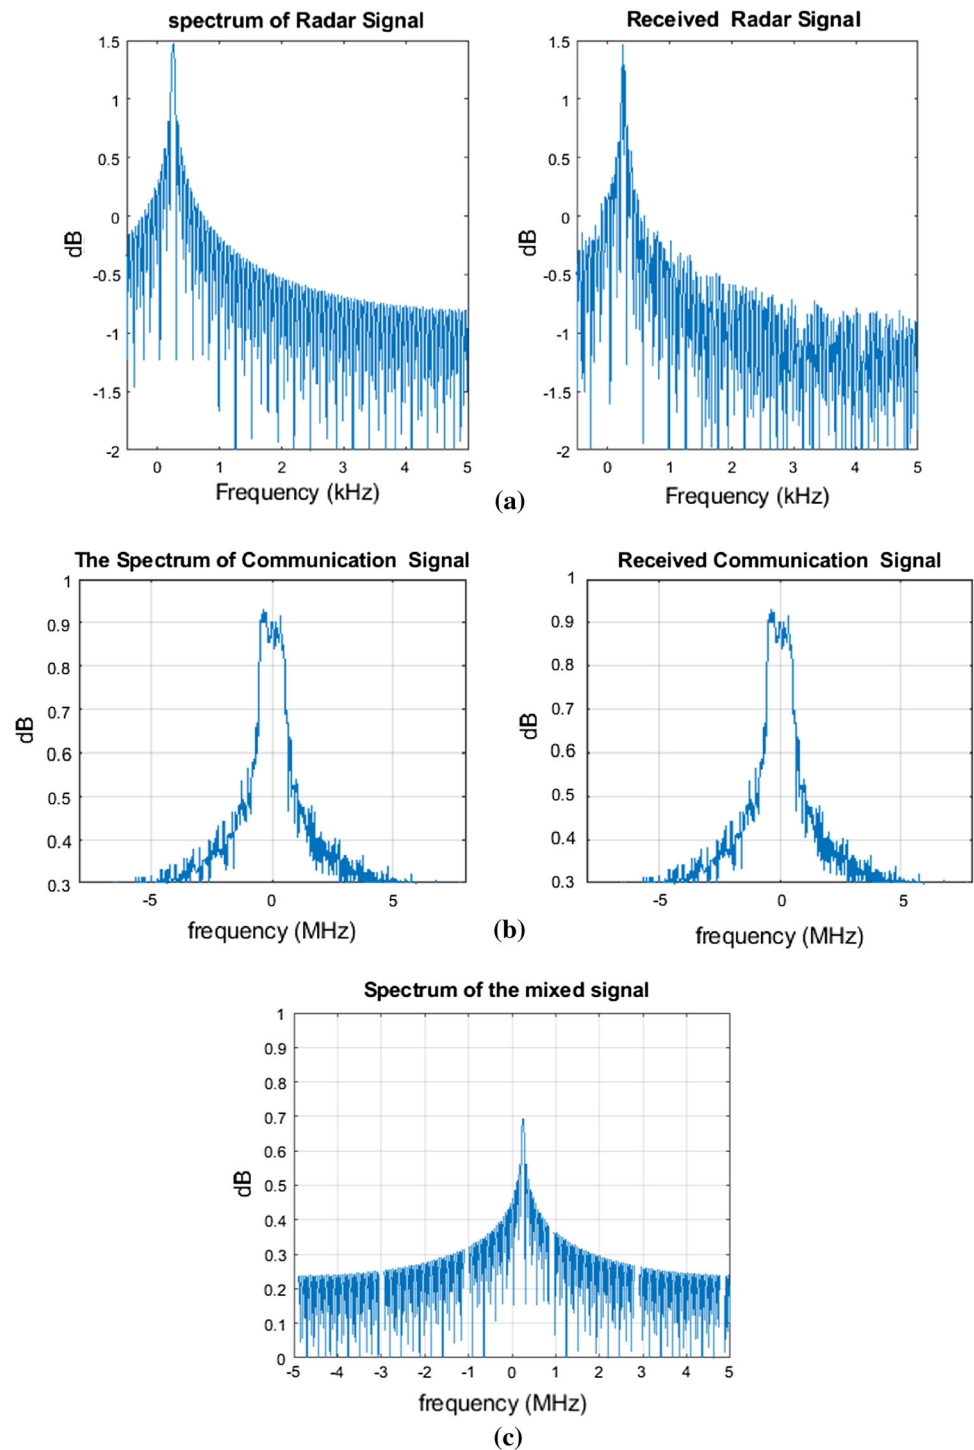 spectrum of Radar Signal
Received Radar Signal
1.5
1
0.5
0
-0.5
-1
-1.5
-2
dB
0 1 2 3 4 5
Frequency (kHz)
1.5
1
0.5
0
-0.5
-1
-1.5
-2
dB
0 1 2 3 4 5
Frequency (kHz)
(a)
The Spectrum of Communication Signal
Received Communication Signal
1
0.9
0.8
0.7
0.6
0.5
0.4
0.3
dB
-5 0 5
frequency (MHz)
1
0.9
0.8
0.7
0.6
0.5
0.4
0.3
dB
-5 0 5
frequency (MHz)
(b)
Spectrum of the mixed signal
1
0.9
0.8
0.7
0.6
0.5
0.4
0.3
0.2
0.1
0
dB
-5 -4 -3 -2 -1 0 1 2 3 4 5
frequency (MHz)
(c)